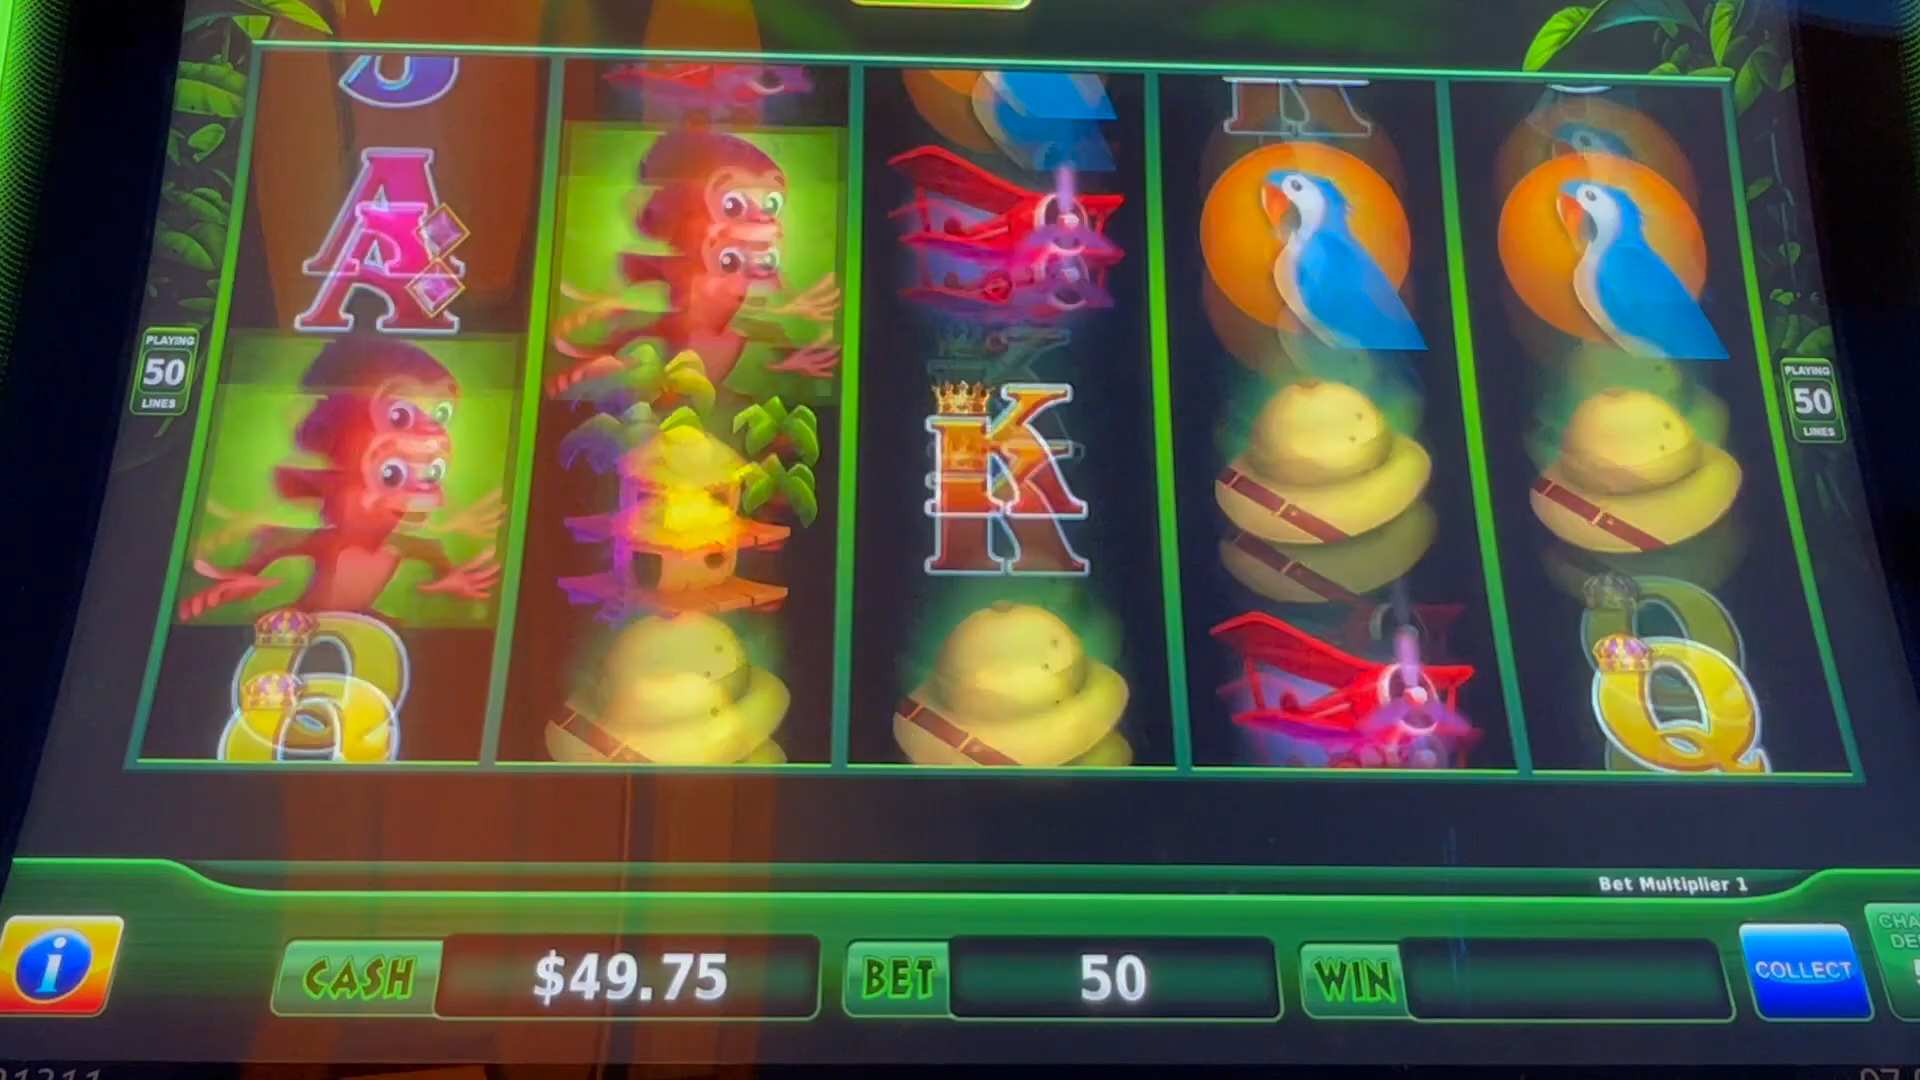 K
A
A
PLAYING
50
LINES
K
K
PLAYING
50
LINES
Q
Q
Q
Q
Bet Multiplier 1
CASH
$49.75
BET
50
WIN
COLLECT